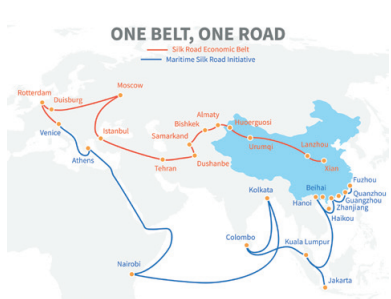 ONE BELT, ONE ROAD
Silk Road Economic Belt
Maritime Silk Road Initiative
Moscow
Rotterdam
Duisburg
Almaty
Bishkek
Huoerguosi
Venice
Istanbul
Samarkand
Urumqi
Lanzhou
Athens
Dushanbe
Tehran
Xian
Fuzhou
Kolkata
Beihai
Quanzhou
Hanoi
Guangzhou
Zhanjiang
Haikou
Colombo
Kuala Lumpur
Nairobi
Jakarta